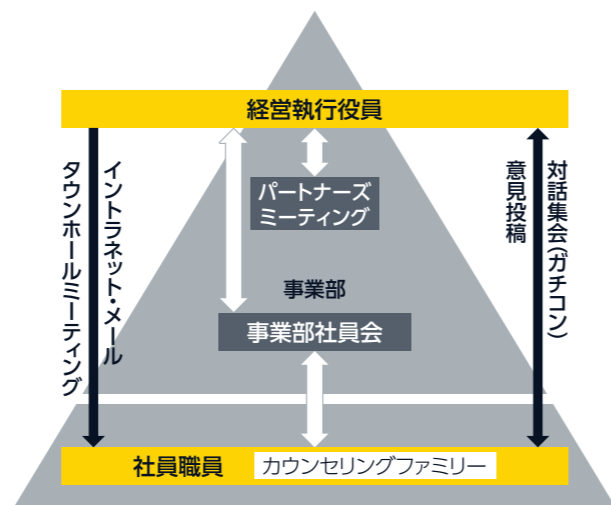 経営執行役員
パートナーズ
ミーティング
事業部
事業部社員会
イントラネット・メール
タウンホールミーティング
対話集会(ガチコン)
意見投稿
社員職員
カウンセリングファミリー